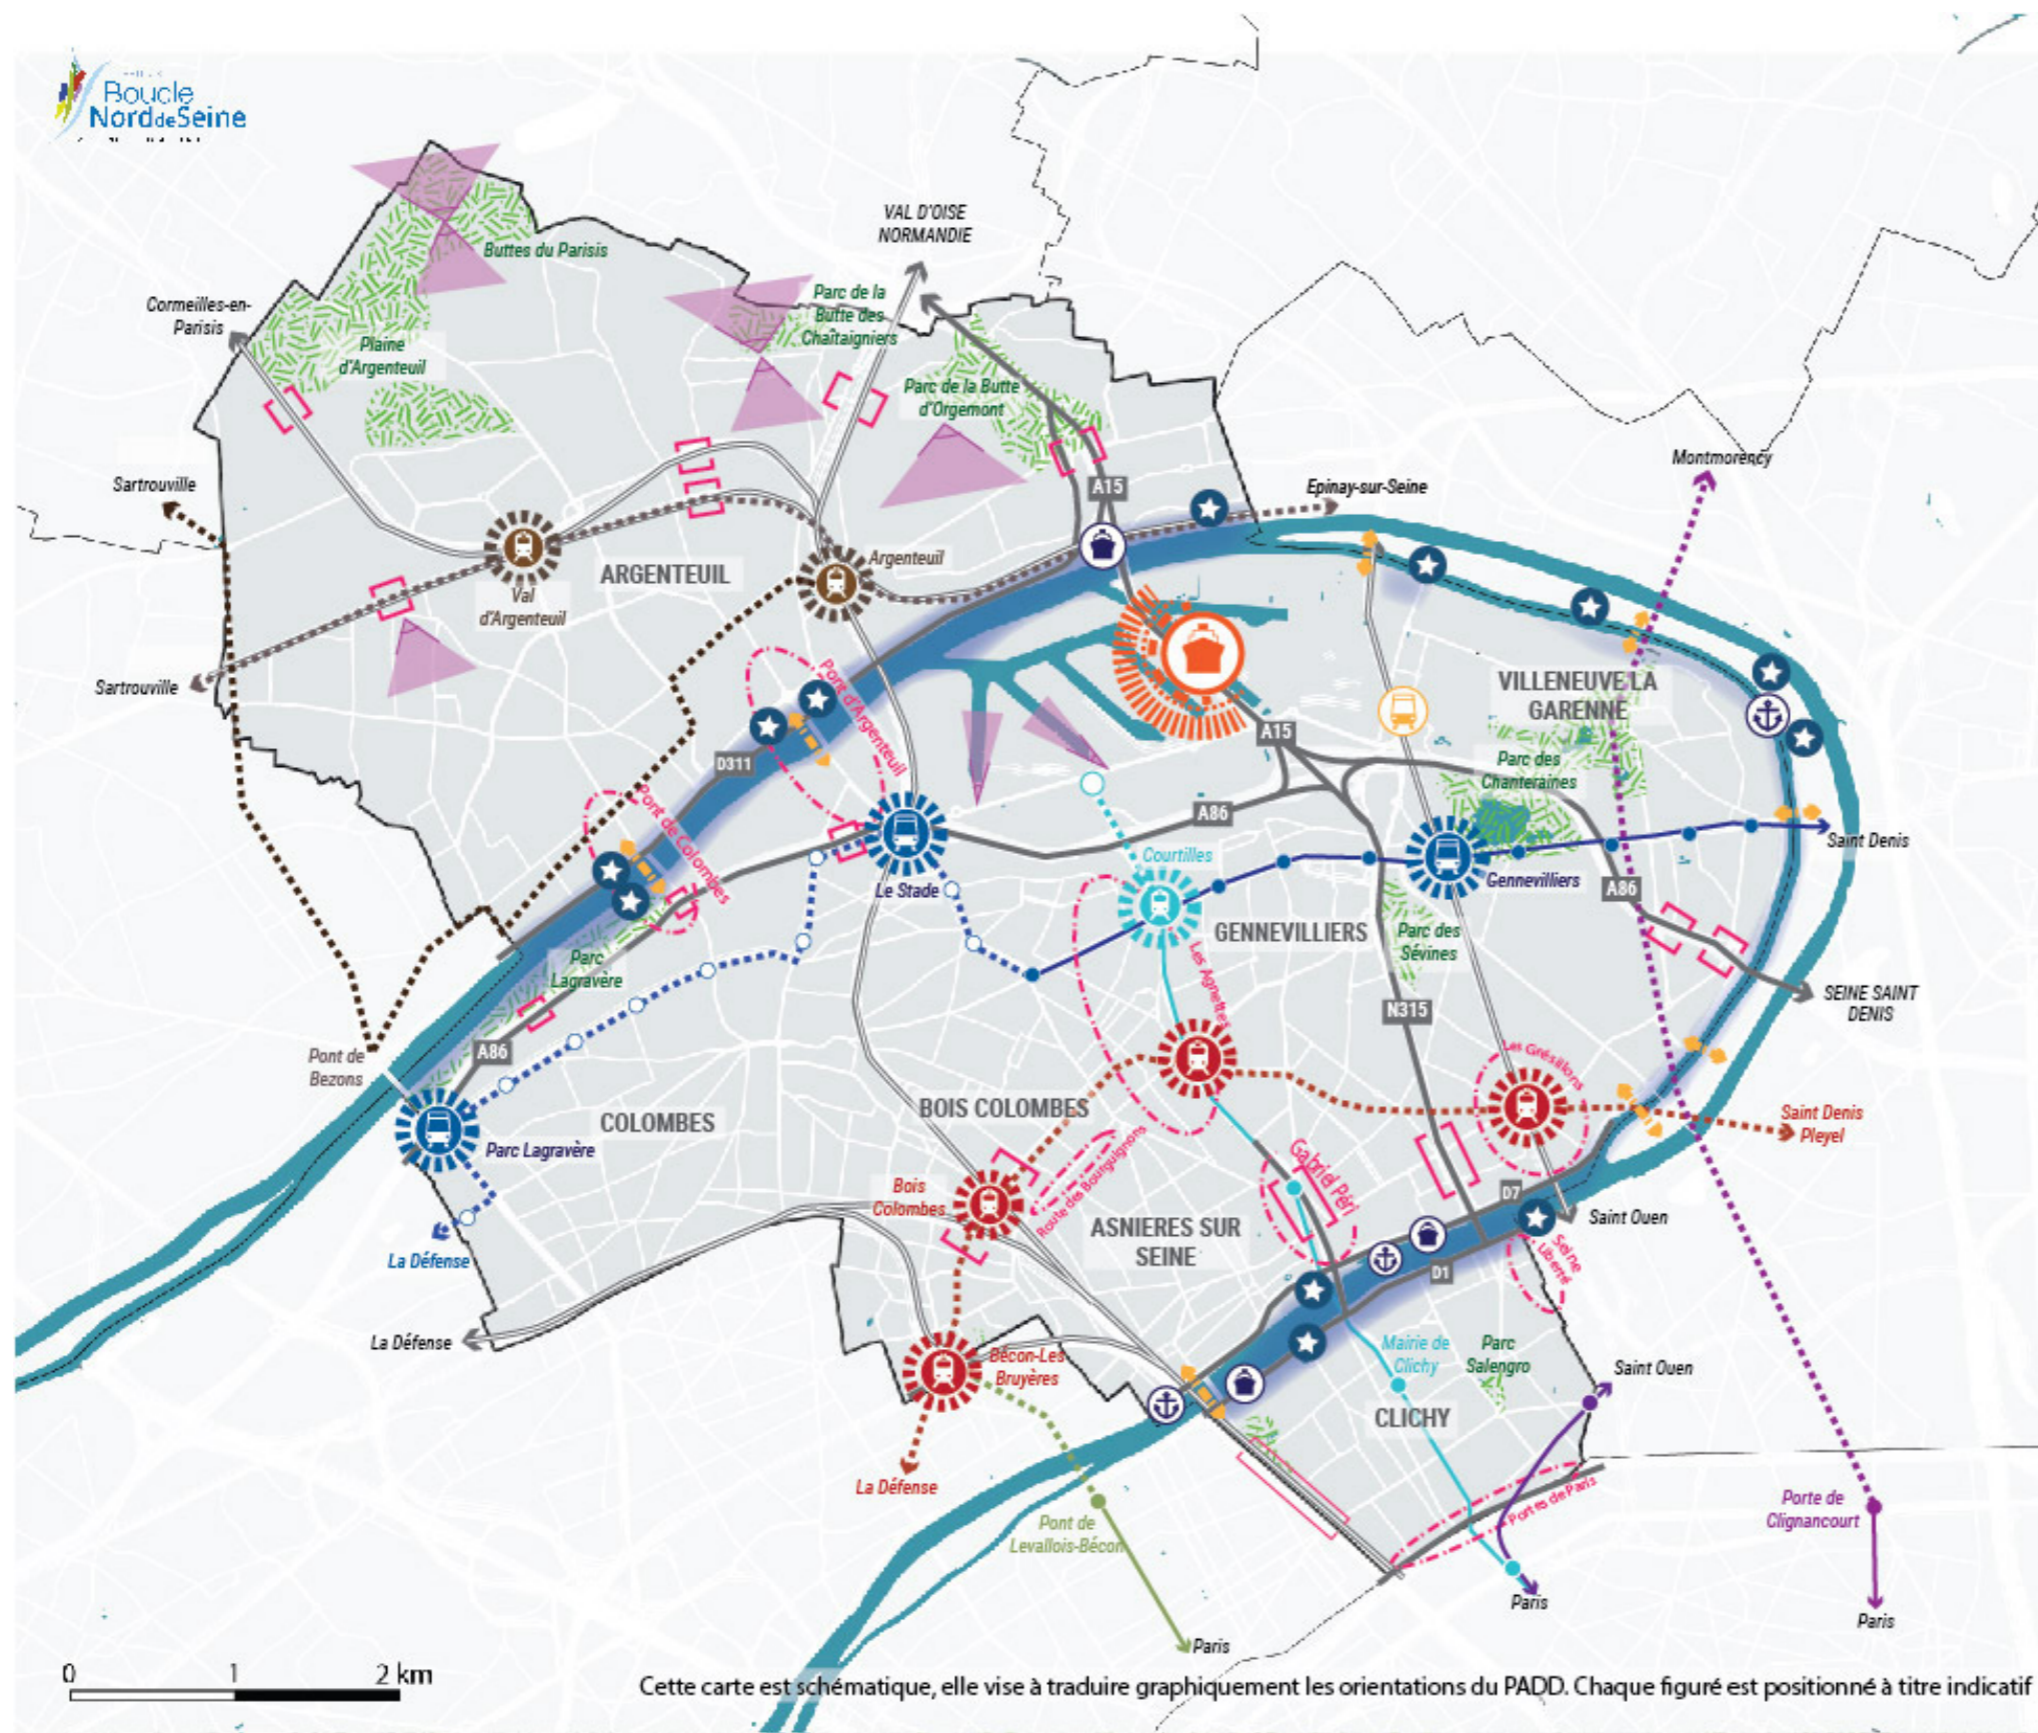 Boucle
Nord de Seine
VAL D'OISE
NORMANDIE
Buttes du Parisis
Cormeilles-en-
Parisis
Parc de la
Butte des
Chaîtaigniers
Plaine
d'Argenteuil
Parc de la Butte
d'Orgemont
Montmorency
Sartrouville
A15
Epinay-sur-Seine
Argenteuil
ARGENTEUIL
Val
d'Argenteuil
Sartrouville
Pont d'Argenteuil
VILLENEUVE LA
GARENNE
A15
D311
Parc des
Chanteraines
Pont de Colombes
A86
Saint Denis
Courtilles
Le Stade
Gennevilliers
A86
GENNEVILLIERS
Parc des
Sévines
Les Agnettes
Parc
Lagravère
SEINE SAINT
DENIS
N315
Pont de
Bezons
A86
Les Grésillons
BOIS COLOMBES
COLOMBES
Saint Denis
Pleyel
Parc Lagravère
Route des Bourguignons
Gabriel Péri
Bois
Colombes
D7
Saint Ouen
ASNIERES SUR
SEINE
Seine
Liberté
La Défense
D1
La Défense
Mairie de
Clichy
Parc
Salengro
Bécon-Les
Bruyères
Saint Ouen
CLICHY
La Défense
Portes de Paris
Porte de
Clignancourt
Pont de
Levallois-Bécon
Paris
Paris
Paris
0 1 2 km
Cette carte est schématique, elle vise à traduire graphiquement les orientations du PADD. Chaque figuré est positionné à titre indicatif